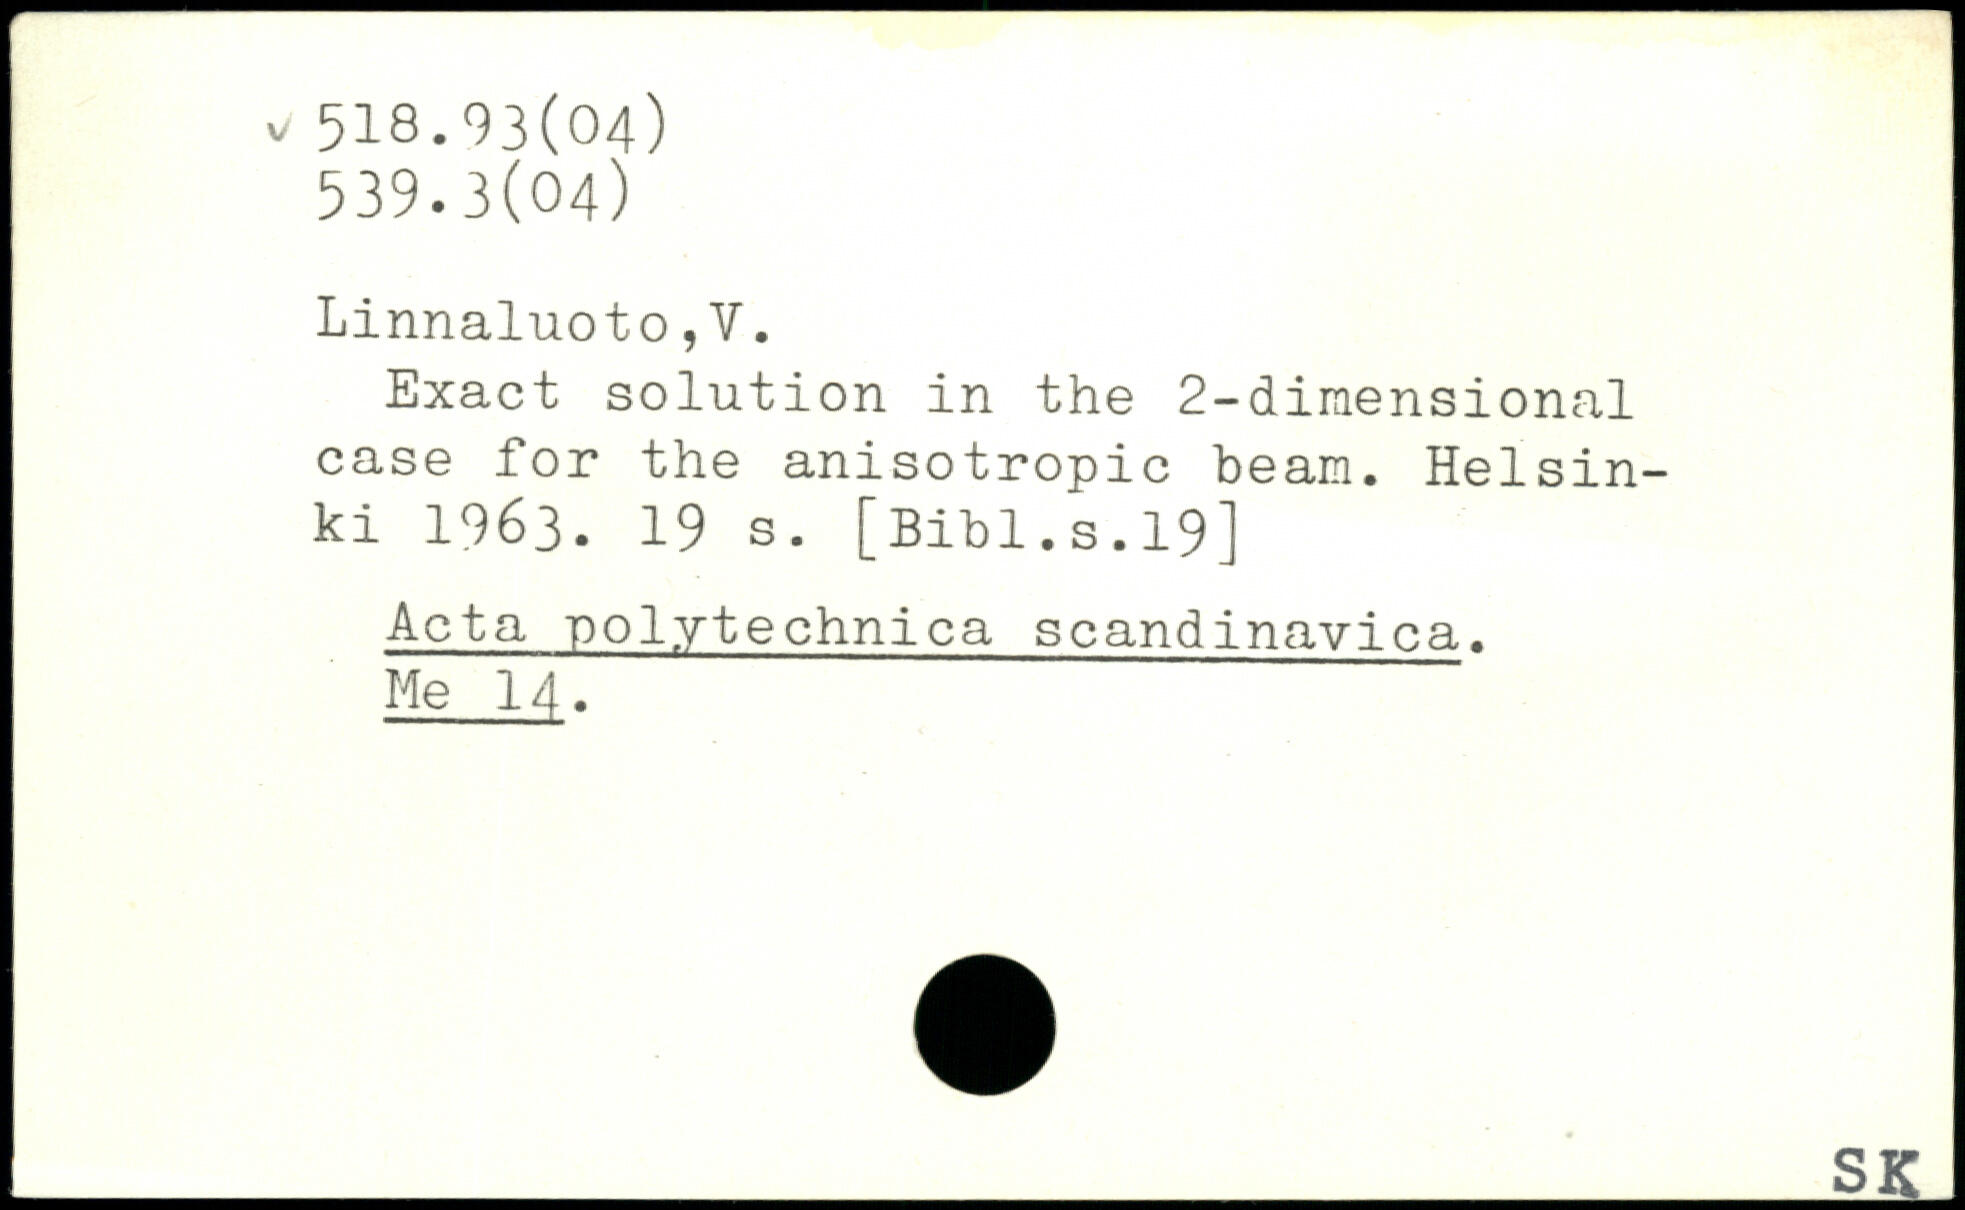 v 518.93(04)
539.3(04)
Linnaluoto,V.
Exact solution in the 2-dimensional
case for the anisotropic beam. Helsin-
ki 1963. 19 s. [Bibl.s.19]
Acta polytechnica scandinavica.
Me 14.
SK